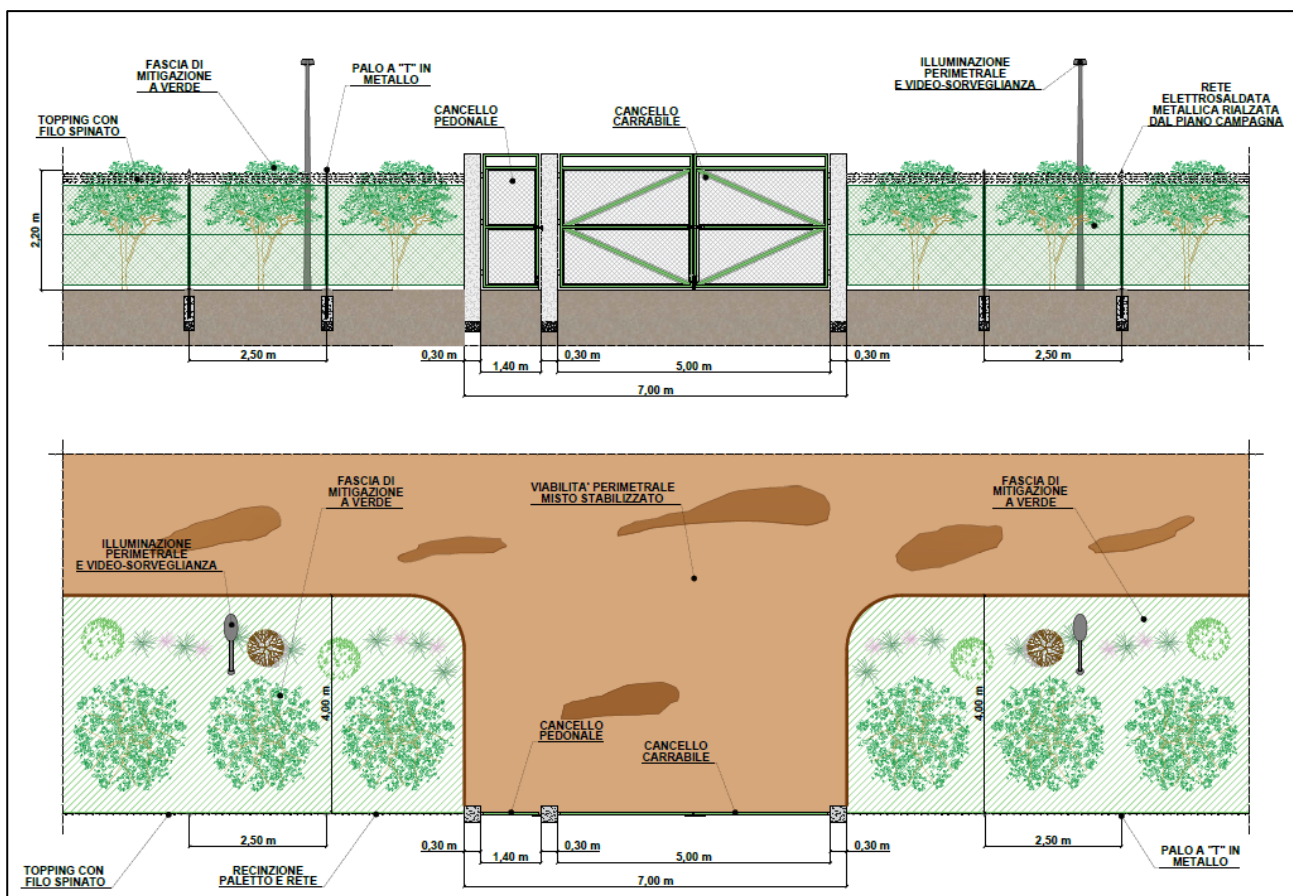 FASCIA DI
MITIGAZIONE
A VERDE
PALO A "T" IN
METALLO
ILLUMINAZIONE
PERIMETRALE
E VIDEO-SORVEGLIANZA
RETE
ELETTROSALDATA
METALLICA RIALZATA
DAL PIANO CAMPAGNA
TOPPING CON
FILO SPINATO
CANCELLO
PEDONALE
CANCELLO
CARRABILE
2,20 m
2,50 m
0,30 m
1,40 m
0,30 m
5,00 m
0,30 m
2,50 m
7,00 m
FASCIA DI
MITIGAZIONE
A VERDE
VIABILITA' PERIMETRALE
MISTO STABILIZZATO
FASCIA DI
MITIGAZIONE
A VERDE
ILLUMINAZIONE
PERIMETRALE
E VIDEO-SORVEGLIANZA
4,00 m
4,00 m
CANCELLO
PEDONALE
CANCELLO
CARRABILE
2,50 m
0,30 m
1,40 m
0,30 m
5,00 m
0,30 m
2,50 m
7,00 m
TOPPING CON
FILO SPINATO
RECINZIONE
PALETTO E RETE
PALO A "T" IN
METALLO